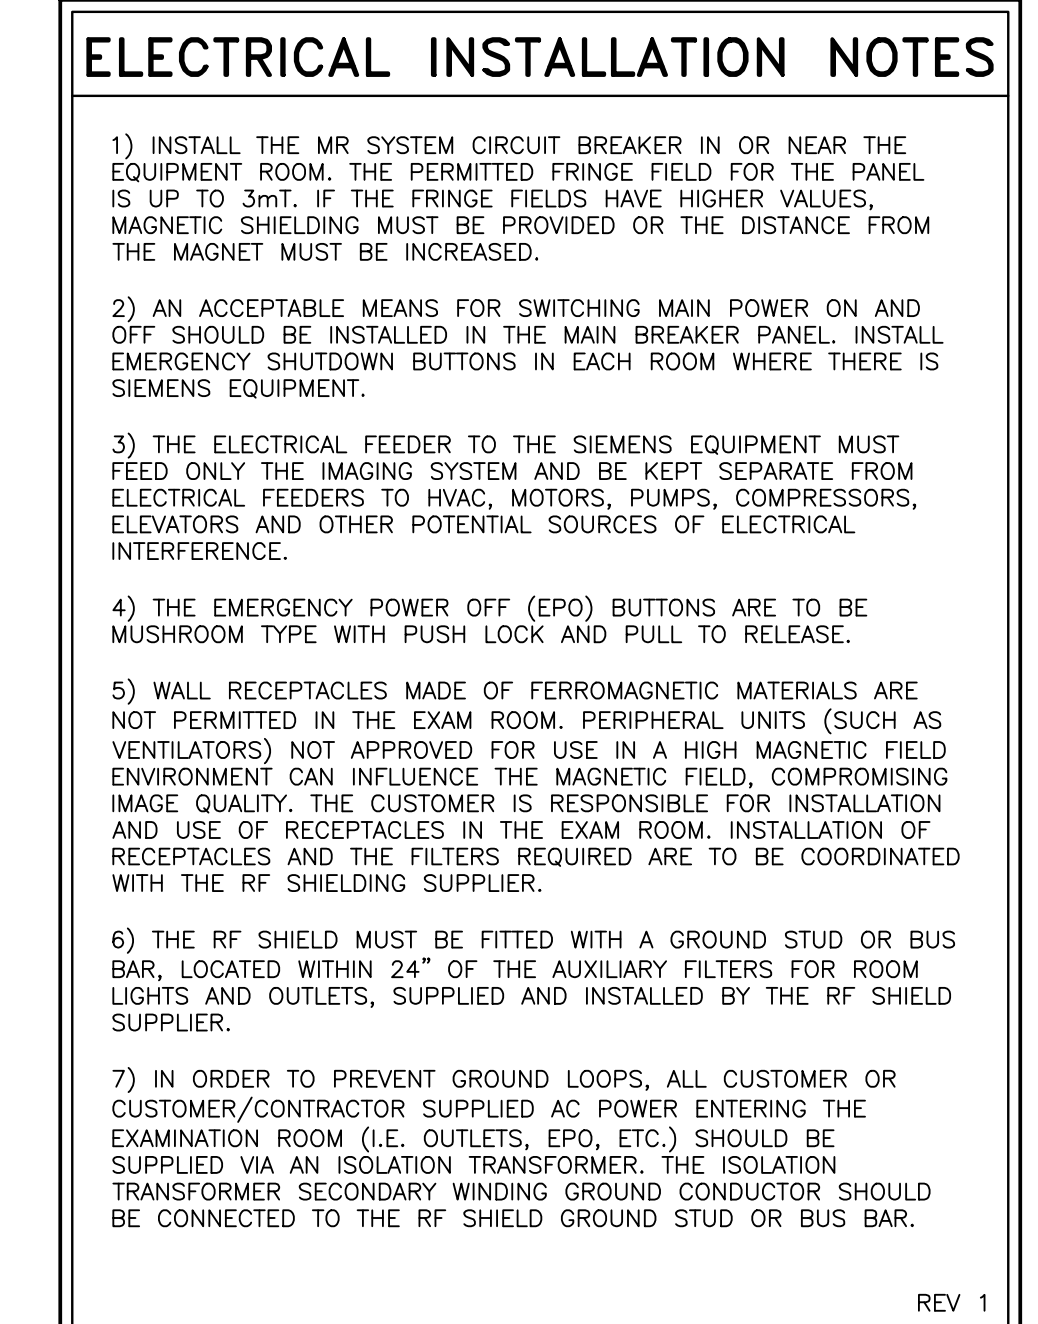 ELECTRICAL INSTALLATION NOTES
1) INSTALL THE MR SYSTEM CIRCUIT BREAKER IN OR NEAR THE
EQUIPMENT ROOM. THE PERMITTED FRINGE FIELD FOR THE PANEL
IS UP TO 3mT. IF THE FRINGE FIELDS HAVE HIGHER VALUES,
MAGNETIC SHIELDING MUST BE PROVIDED OR THE DISTANCE FROM
THE MAGNET MUST BE INCREASED.
2) AN ACCEPTABLE MEANS FOR SWITCHING MAIN POWER ON AND
OFF SHOULD BE INSTALLED IN THE MAIN BREAKER PANEL. INSTALL
EMERGENCY SHUTDOWN BUTTONS IN EACH ROOM WHERE THERE IS
SIEMENS EQUIPMENT.
3) THE ELECTRICAL FEEDER TO THE SIEMENS EQUIPMENT MUST
FEED ONLY THE IMAGING SYSTEM AND BE KEPT SEPARATE FROM
ELECTRICAL FEEDERS TO HVAC, MOTORS, PUMPS, COMPRESSORS,
ELEVATORS AND OTHER POTENTIAL SOURCES OF ELECTRICAL
INTERFERENCE.
4) THE EMERGENCY POWER OFF (EPO) BUTTONS ARE TO BE
MUSHROOM TYPE WITH PUSH LOCK AND PULL TO RELEASE.
5) WALL RECEPTACLES MADE OF FERROMAGNETIC MATERIALS ARE
NOT PERMITTED IN THE EXAM ROOM. PERIPHERAL UNITS (SUCH AS
VENTILATORS) NOT APPROVED FOR USE IN A HIGH MAGNETIC FIELD
ENVIRONMENT CAN INFLUENCE THE MAGNETIC FIELD, COMPROMISING
IMAGE QUALITY. THE CUSTOMER IS RESPONSIBLE FOR INSTALLATION
AND USE OF RECEPTACLES IN THE EXAM ROOM. INSTALLATION OF
RECEPTACLES AND THE FILTERS REQUIRED ARE TO BE COORDINATED
WITH THE RF SHIELDING SUPPLIER.
6) THE RF SHIELD MUST BE FITTED WITH A GROUND STUD OR BUS
BAR, LOCATED WITHIN 24” OF THE AUXILIARY FILTERS FOR ROOM
LIGHTS AND OUTLETS, SUPPLIED AND INSTALLED BY THE RF SHIELD
SUPPLIER.
7) IN ORDER TO PREVENT GROUND LOOPS, ALL CUSTOMER OR
CUSTOMER/CONTRACTOR SUPPLIED AC POWER ENTERING THE
EXAMINATION ROOM (I.E. OUTLETS, EPO, ETC.) SHOULD BE
SUPPLIED VIA AN ISOLATION TRANSFORMER. THE ISOLATION
TRANSFORMER SECONDARY WINDING GROUND CONDUCTOR SHOULD
BE CONNECTED TO THE RF SHIELD GROUND STUD OR BUS BAR.
REV 1